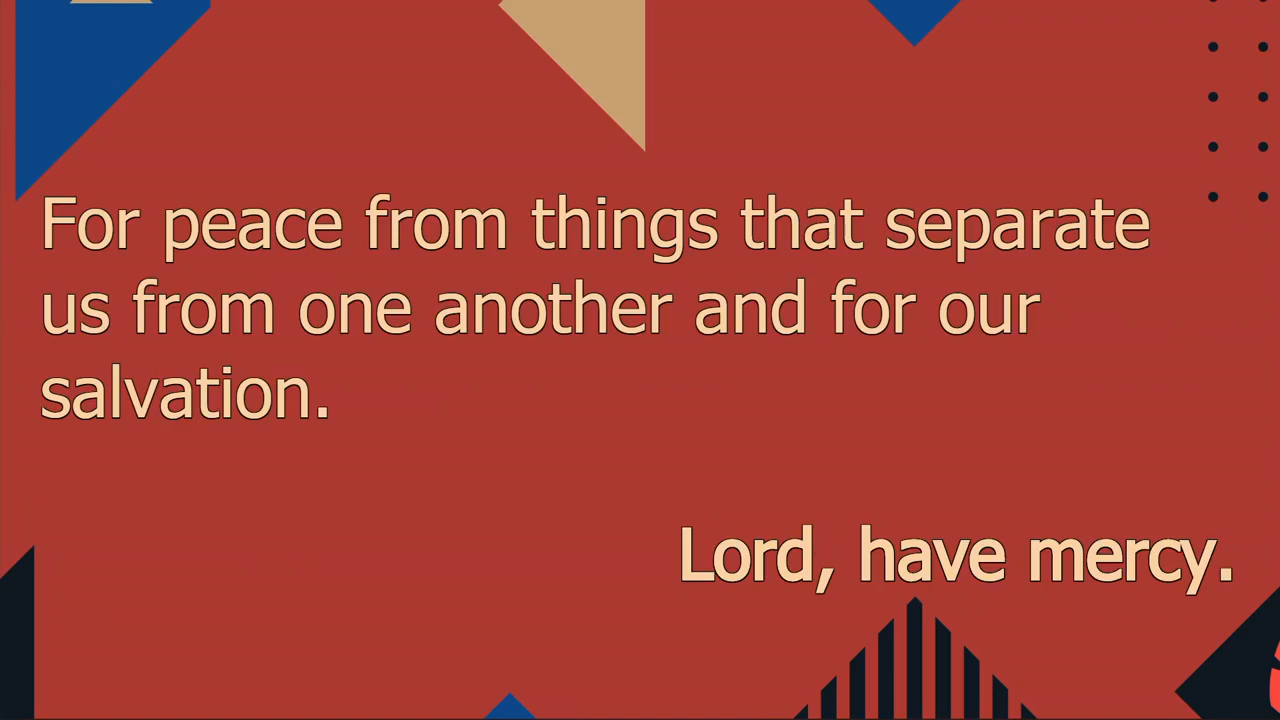 For peace from things that separate
us from one another and for our
salvation.
Lord, have mercy.